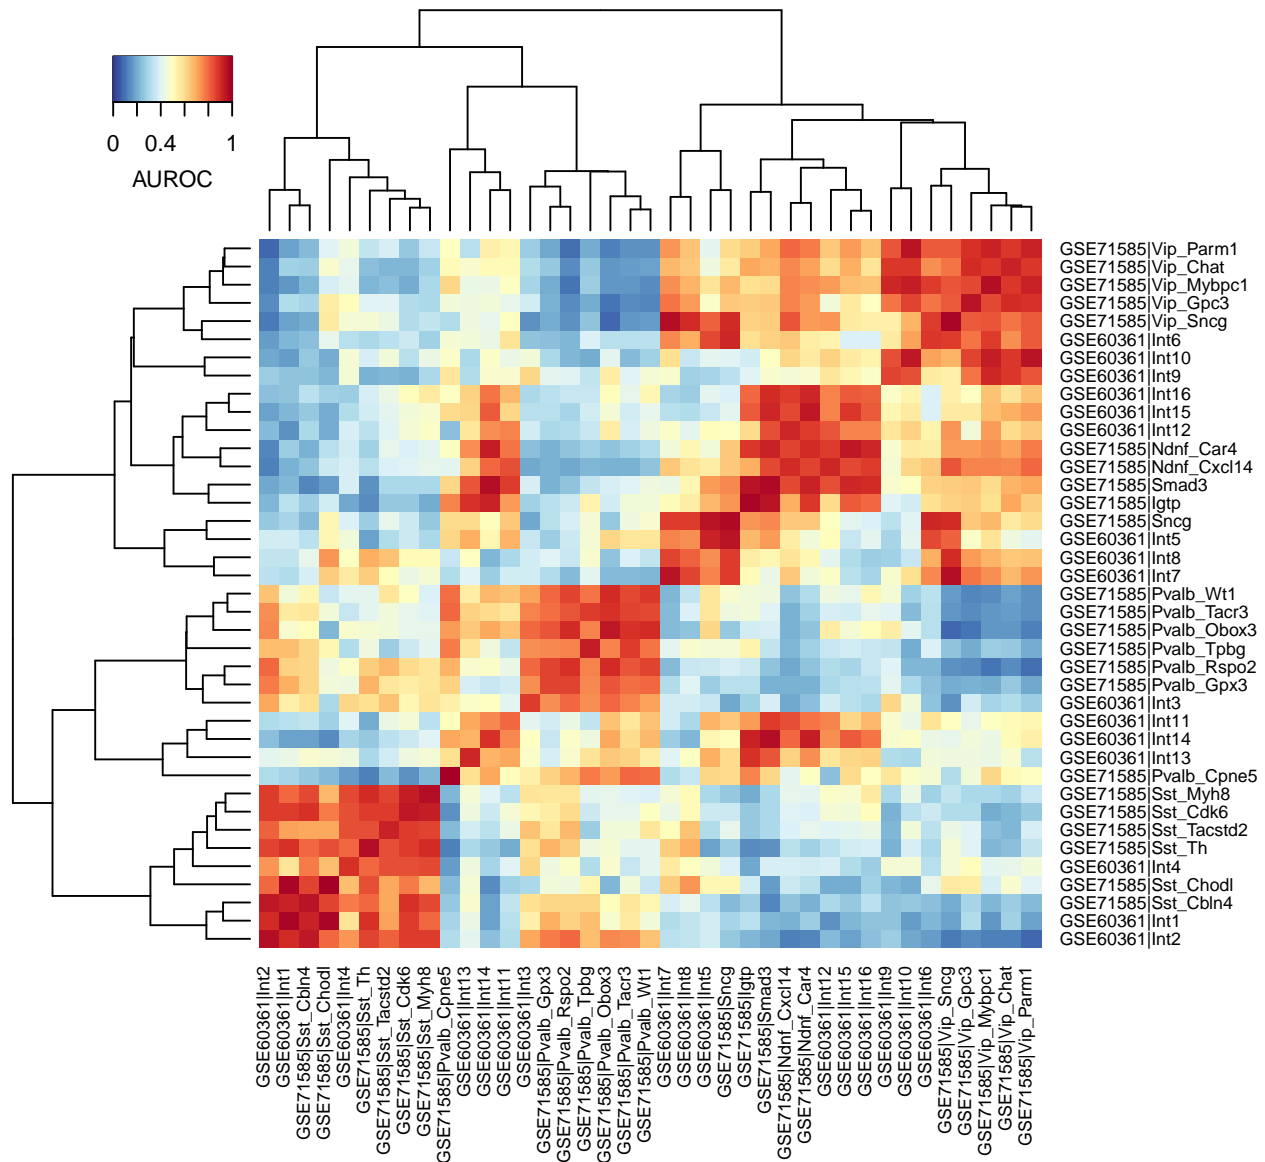 0 0.4 1
AUROC
GSE71585|Vip_Parm1
GSE71585|Vip_Chat
GSE71585|Vip_Mybpc1
GSE71585|Vip_Gpc3
GSE71585|Vip_Sncg
GSE60361|Int6
GSE60361|Int10
GSE60361|Int9
GSE60361|Int16
GSE60361|Int15
GSE60361|Int12
GSE71585|Ndnf_Car4
GSE71585|Ndnf_Cxcl14
GSE71585|Smad3
GSE71585|Igtp
GSE71585|Sncg
GSE60361|Int5
GSE60361|Int8
GSE60361|Int7
GSE71585|Pvalb_Wt1
GSE71585|Pvalb_Tacr3
GSE71585|Pvalb_Obox3
GSE71585|Pvalb_Tpbg
GSE71585|Pvalb_Rspo2
GSE71585|Pvalb_Gpx3
GSE60361|Int3
GSE60361|Int11
GSE60361|Int14
GSE60361|Int13
GSE71585|Pvalb_Cpne5
GSE71585|Sst_Myh8
GSE71585|Sst_Cdk6
GSE71585|Sst_Tacstd2
GSE71585|Sst_Th
GSE60361|Int4
GSE71585|Sst_Chodl
GSE71585|Sst_Cbln4
GSE60361|Int1
GSE60361|Int2
GSE60361|Int2
GSE60361|Int1
GSE71585|Sst_Cbln4
GSE71585|Sst_Chodl
GSE60361|Int4
GSE71585|Sst_Th
GSE71585|Sst_Tacstd2
GSE71585|Sst_Cdk6
GSE71585|Sst_Myh8
GSE71585|Pvalb_Cpne5
GSE60361|Int13
GSE60361|Int14
GSE60361|Int11
GSE60361|Int3
GSE71585|Pvalb_Gpx3
GSE71585|Pvalb_Rspo2
GSE71585|Pvalb_Tpbg
GSE71585|Pvalb_Obox3
GSE71585|Pvalb_Tacr3
GSE71585|Pvalb_Wt1
GSE60361|Int7
GSE60361|Int8
GSE60361|Int5
GSE71585|Sncg
GSE71585|Igtp
GSE71585|Smad3
GSE71585|Ndnf_Cxcl14
GSE71585|Ndnf_Car4
GSE60361|Int12
GSE60361|Int15
GSE60361|Int16
GSE60361|Int9
GSE60361|Int10
GSE60361|Int6
GSE71585|Vip_Sncg
GSE71585|Vip_Gpc3
GSE71585|Vip_Mybpc1
GSE71585|Vip_Chat
GSE71585|Vip_Parm1